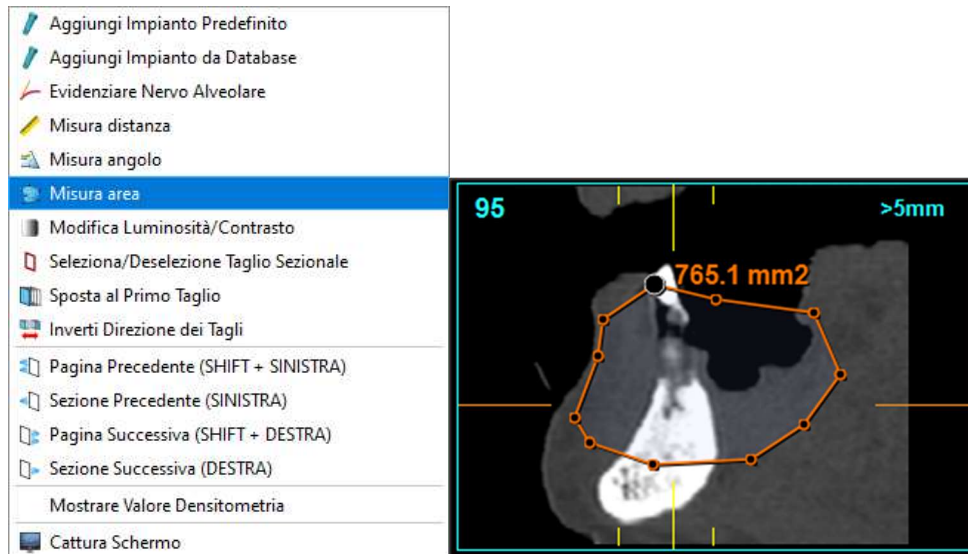 Aggiungi Impianto Predefinito
Aggiungi Impianto da Database
Evidenziare Nervo Alveolare
Misura distanza
Misura angolo
Misura area
Modifica Luminosità/Contrasto
Seleziona/Deselezione Taglio Sezionale
Sposta al Primo Taglio
Inverti Direzione dei Tagli
Pagina Precedente (SHIFT + SINISTRA)
Sezione Precedente (SINISTRA)
Pagina Successiva (SHIFT + DESTRA)
Sezione Successiva (DESTRA)
Mostrare Valore Densitometria
Cattura Schermo
95
>5mm
765.1 mm2